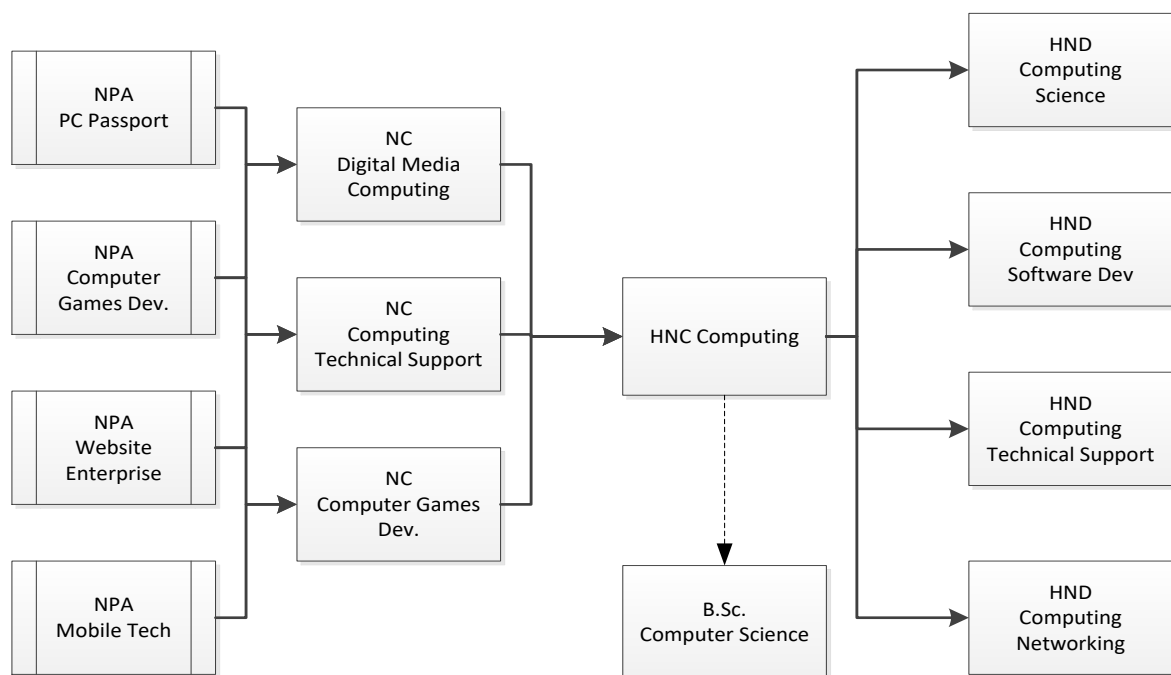 NPA
PC Passport
NPA
Computer
Games Dev.
NPA
Website
Enterprise
NPA
Mobile Tech
NC
Digital Media
Computing
NC
Computing
Technical Support
NC
Computer Games
Dev.
HNC Computing
B.Sc.
Computer Science
HND
Computing
Science
HND
Computing
Software Dev
HND
Computing
Technical Support
HND
Computing
Networking